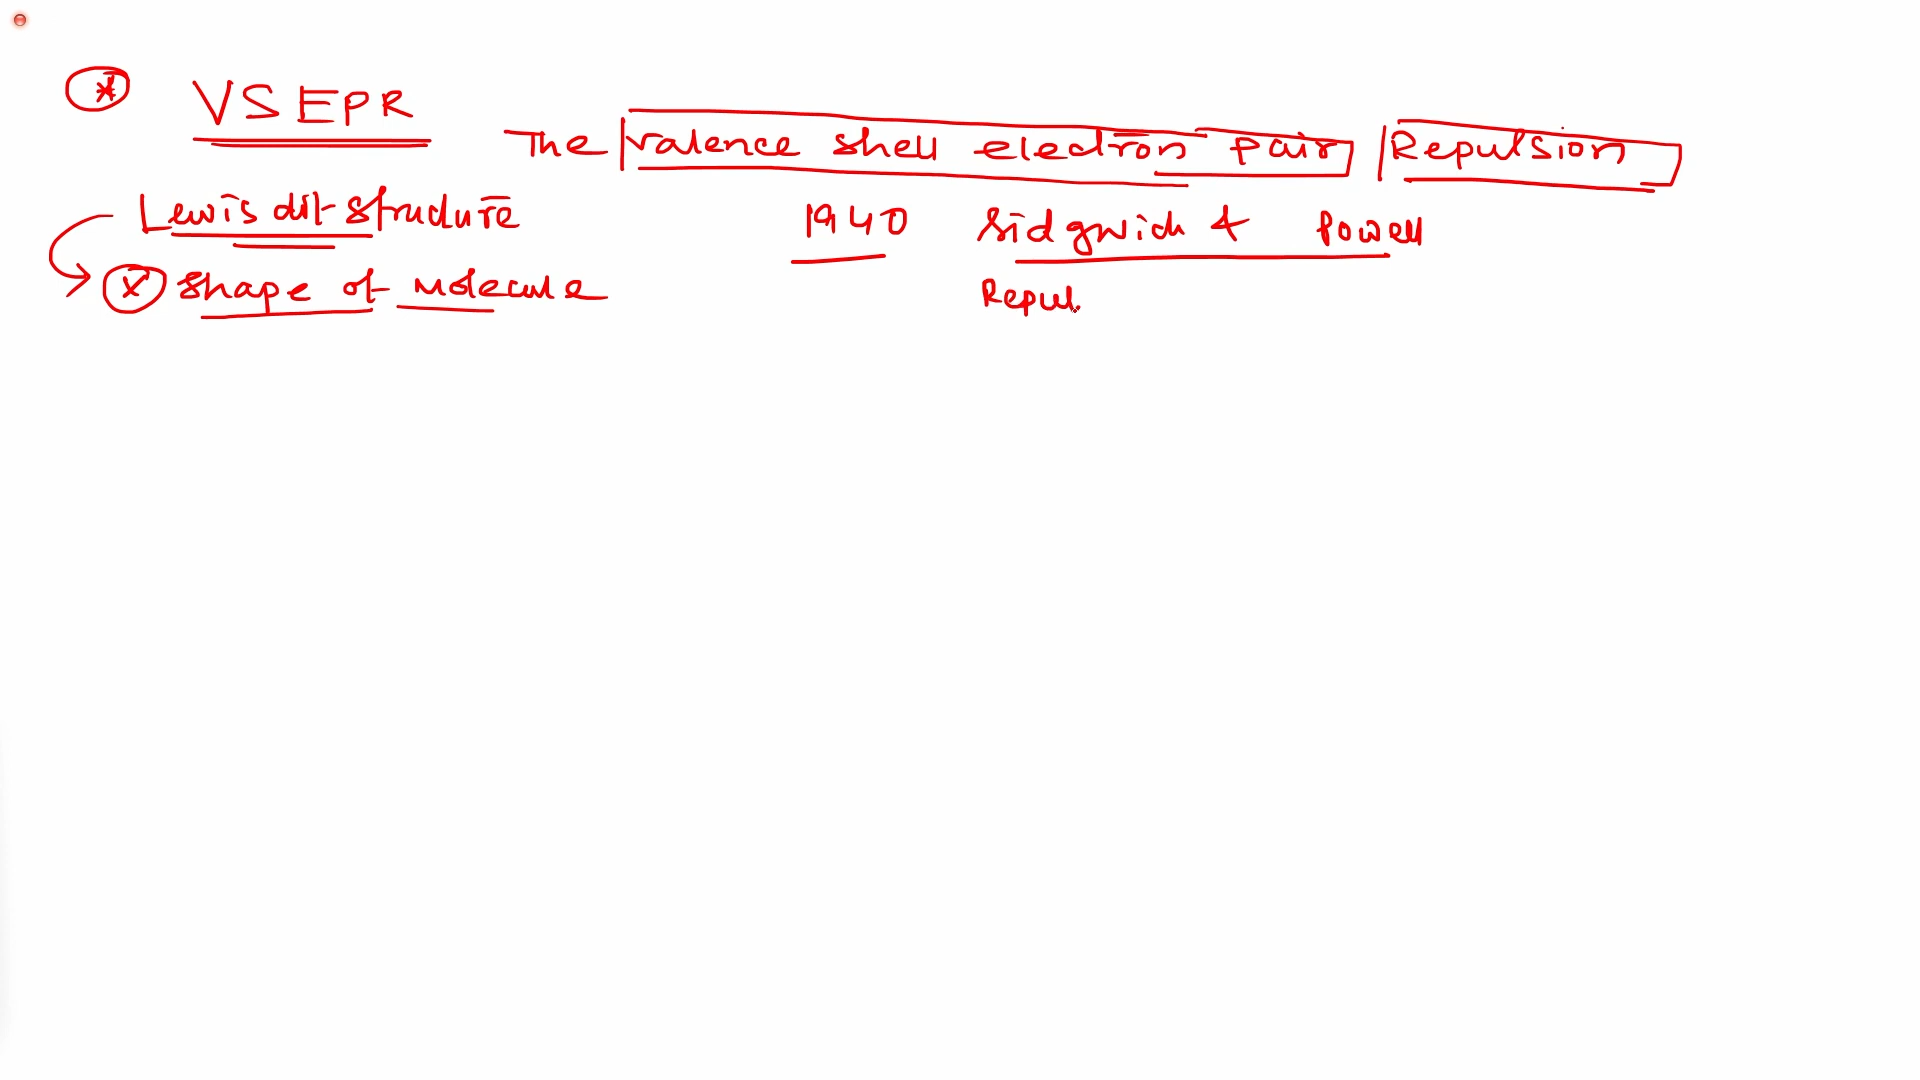 VSEPR
The valence shell electron pair Repulsion
Lewis dot structure
1940 Sidgwick & Powell
shape of molecule
Repul